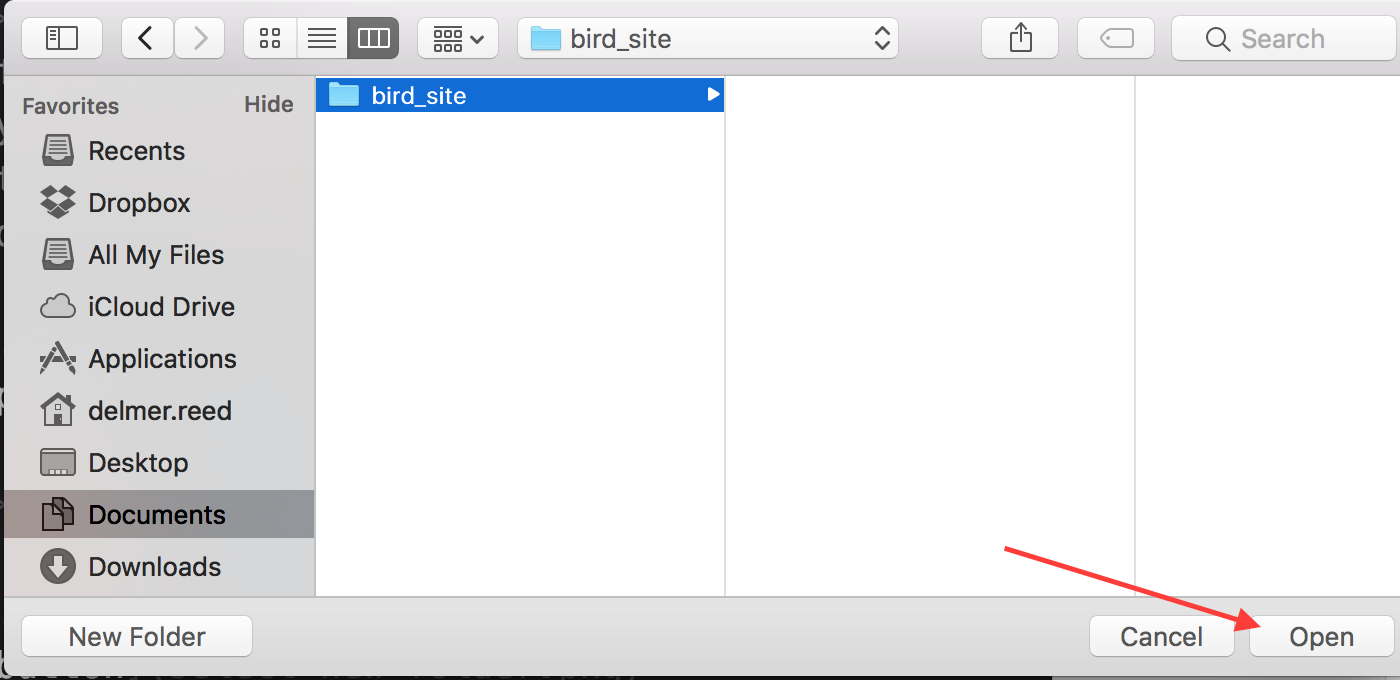 bird_site
Search
Favorites
Hide
bird_site
Recents
Dropbox
All My Files
iCloud Drive
Applications
delmer.reed
Desktop
Documents
Downloads
New Folder
Cancel
Open